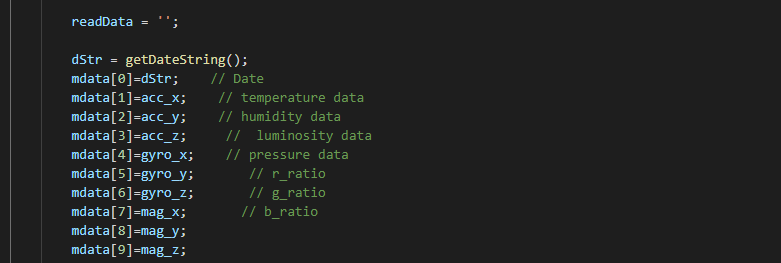 readData = '';
dStr = getDateString();
mdata[0]=dStr;    // Date
mdata[1]=acc_x;    // temperature data
mdata[2]=acc_y;    // humidity data
mdata[3]=acc_z;     //  luminosity data
mdata[4]=gyro_x;    // pressure data
mdata[5]=gyro_y;       // r_ratio
mdata[6]=gyro_z;       // g_ratio
mdata[7]=mag_x;       // b_ratio
mdata[8]=mag_y;
mdata[9]=mag_z;